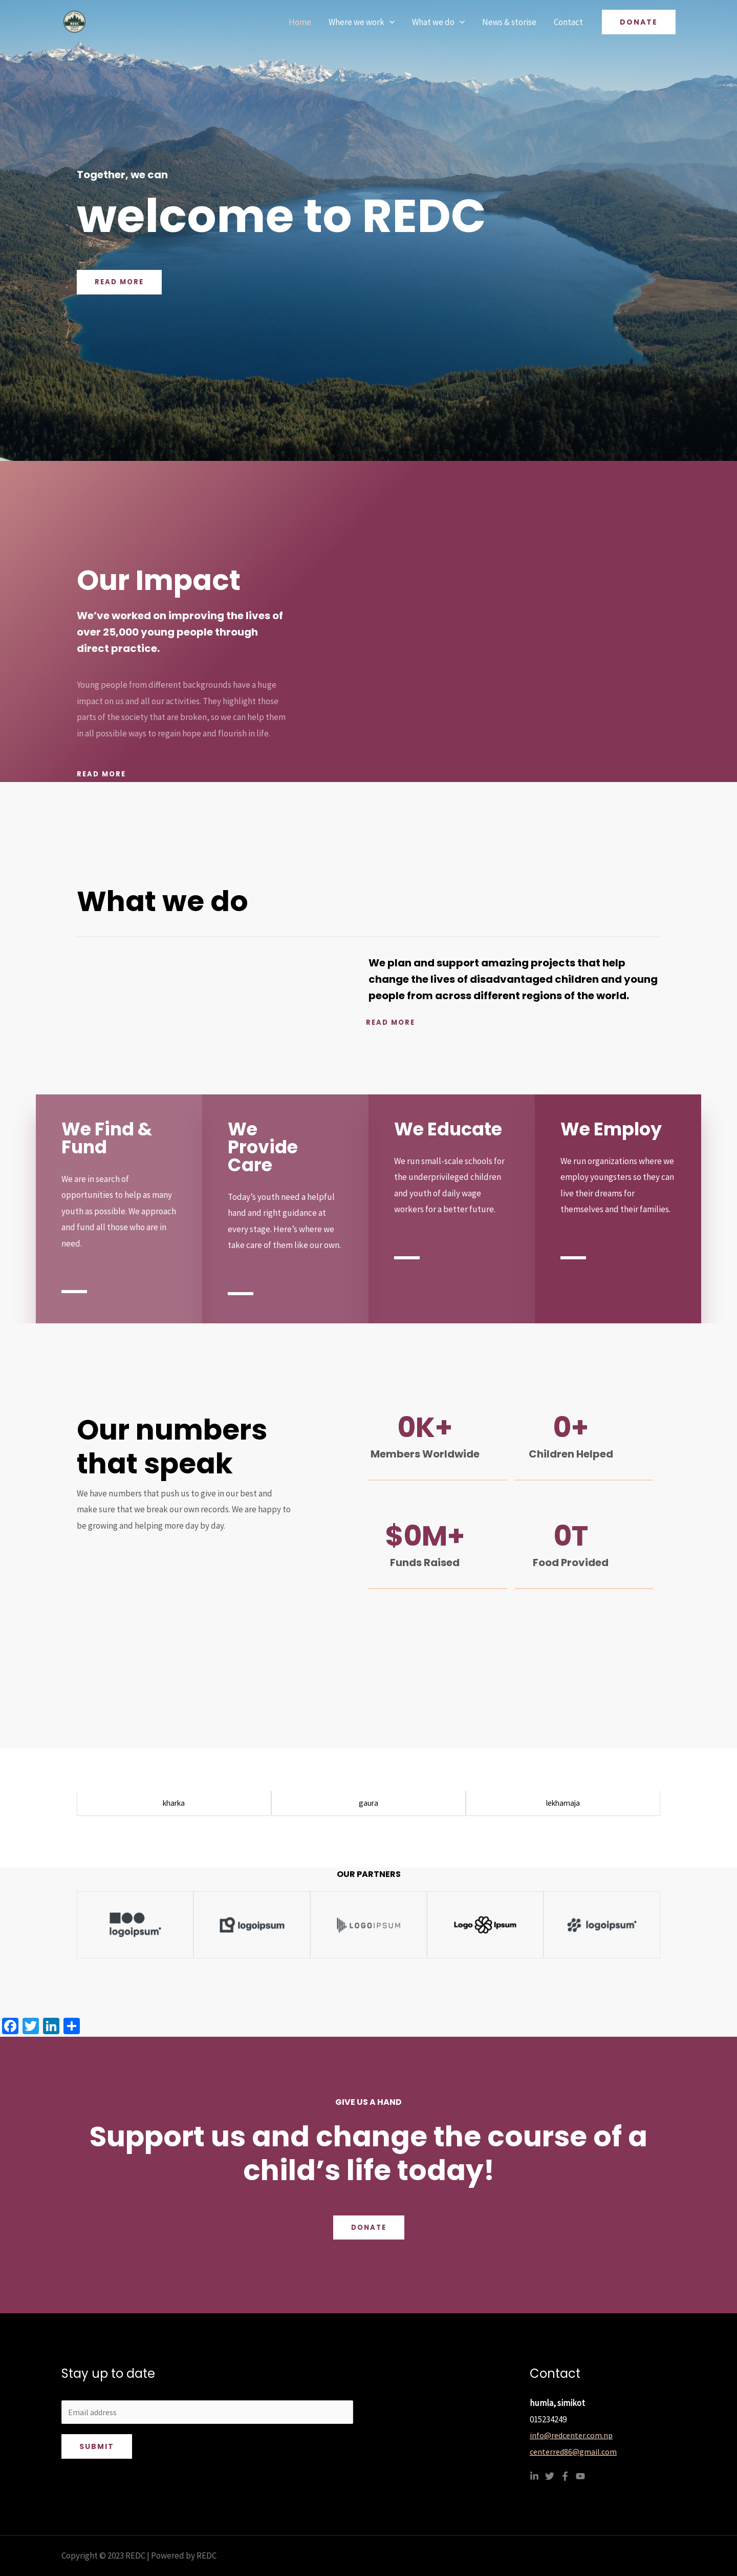 REDC
Home
Where we work
What we do
News & storise
Contact
DONATE
Together, we can
welcome to REDC
READ MORE
Our Impact
We’ve worked on improving the lives of
over 25,000 young people through
direct practice.
Young people from different backgrounds have a huge
impact on us and all our activities. They highlight those
parts of the society that are broken, so we can help them
in all possible ways to regain hope and flourish in life.
READ MORE
What we do
We plan and support amazing projects that help
change the lives of disadvantaged children and young
people from across different regions of the world.
READ MORE
We Find &
Fund
We are in search of
opportunities to help as many
youth as possible. We approach
and fund all those who are in
need.
We
Provide
Care
Today’s youth need a helpful
hand and right guidance at
every stage. Here’s where we
take care of them like our own.
We Educate
We run small-scale schools for
the underprivileged children
and youth of daily wage
workers for a better future.
We Employ
We run organizations where we
employ youngsters so they can
live their dreams for
themselves and their families.
Our numbers
that speak
We have numbers that push us to give in our best and
make sure that we break our own records. We are happy to
be growing and helping more day by day.
0K+
Members Worldwide
0+
Children Helped
$0M+
Funds Raised
0T
Food Provided
kharka
gaura
lekhamaja
OUR PARTNERS
logoipsum
logoipsum
LOGOIPSUM
Logo Ipsum
logoipsum
GIVE US A HAND
Support us and change the course of a
child’s life today!
DONATE
Stay up to date
Email address
SUBMIT
Contact
humla, simikot
015234249
info@redcenter.com.np
centerred86@gmail.com
Copyright © 2023 REDC | Powered by REDC